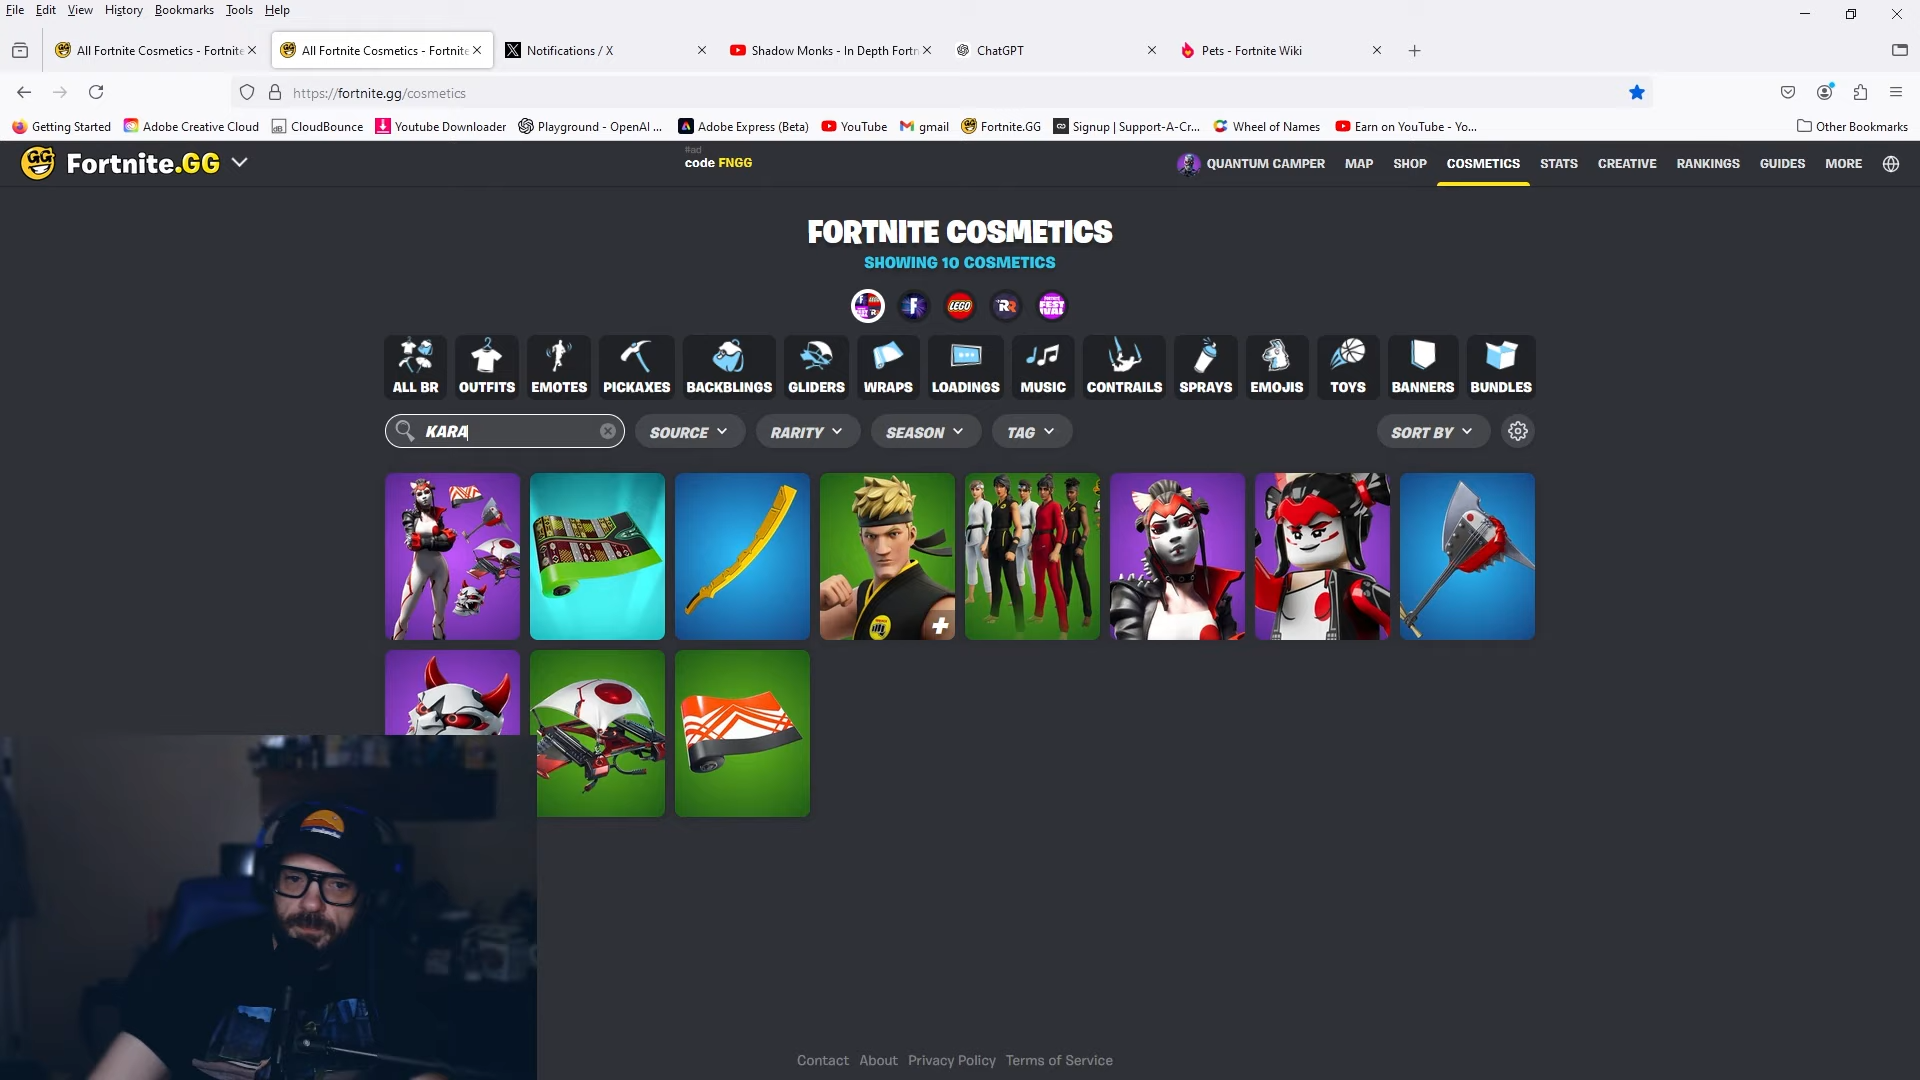 File Edit View History Bookmarks Tools Help
All Fortnite Cosmetics - Fortnite
All Fortnite Cosmetics - Fortnite
Notifications / X
Shadow Monks - In Depth Fortn
ChatGPT
Pets - Fortnite Wiki
https://fortnite.gg/cosmetics
Getting Started
Adobe Creative Cloud
CloudBounce
Youtube Downloader
Playground - OpenAI ...
Adobe Express (Beta)
YouTube
gmail
Fortnite.GG
Signup | Support-A-Cr...
Wheel of Names
Earn on YouTube - Yo...
Other Bookmarks
GG Fortnite.GG
#ad
code FNGG
QUANTUM CAMPER MAP SHOP COSMETICS STATS CREATIVE RANKINGS GUIDES MORE
FORTNITE COSMETICS
SHOWING 10 COSMETICS
F LEGO RR FESTIVAL
ALL BR OUTFITS EMOTES PICKAXES BACKBLINGS GLIDERS WRAPS LOADINGS MUSIC CONTRAILS SPRAYS EMOJIS TOYS BANNERS BUNDLES
KARA
SOURCE RARITY SEASON TAG SORT BY
Contact About Privacy Policy Terms of Service